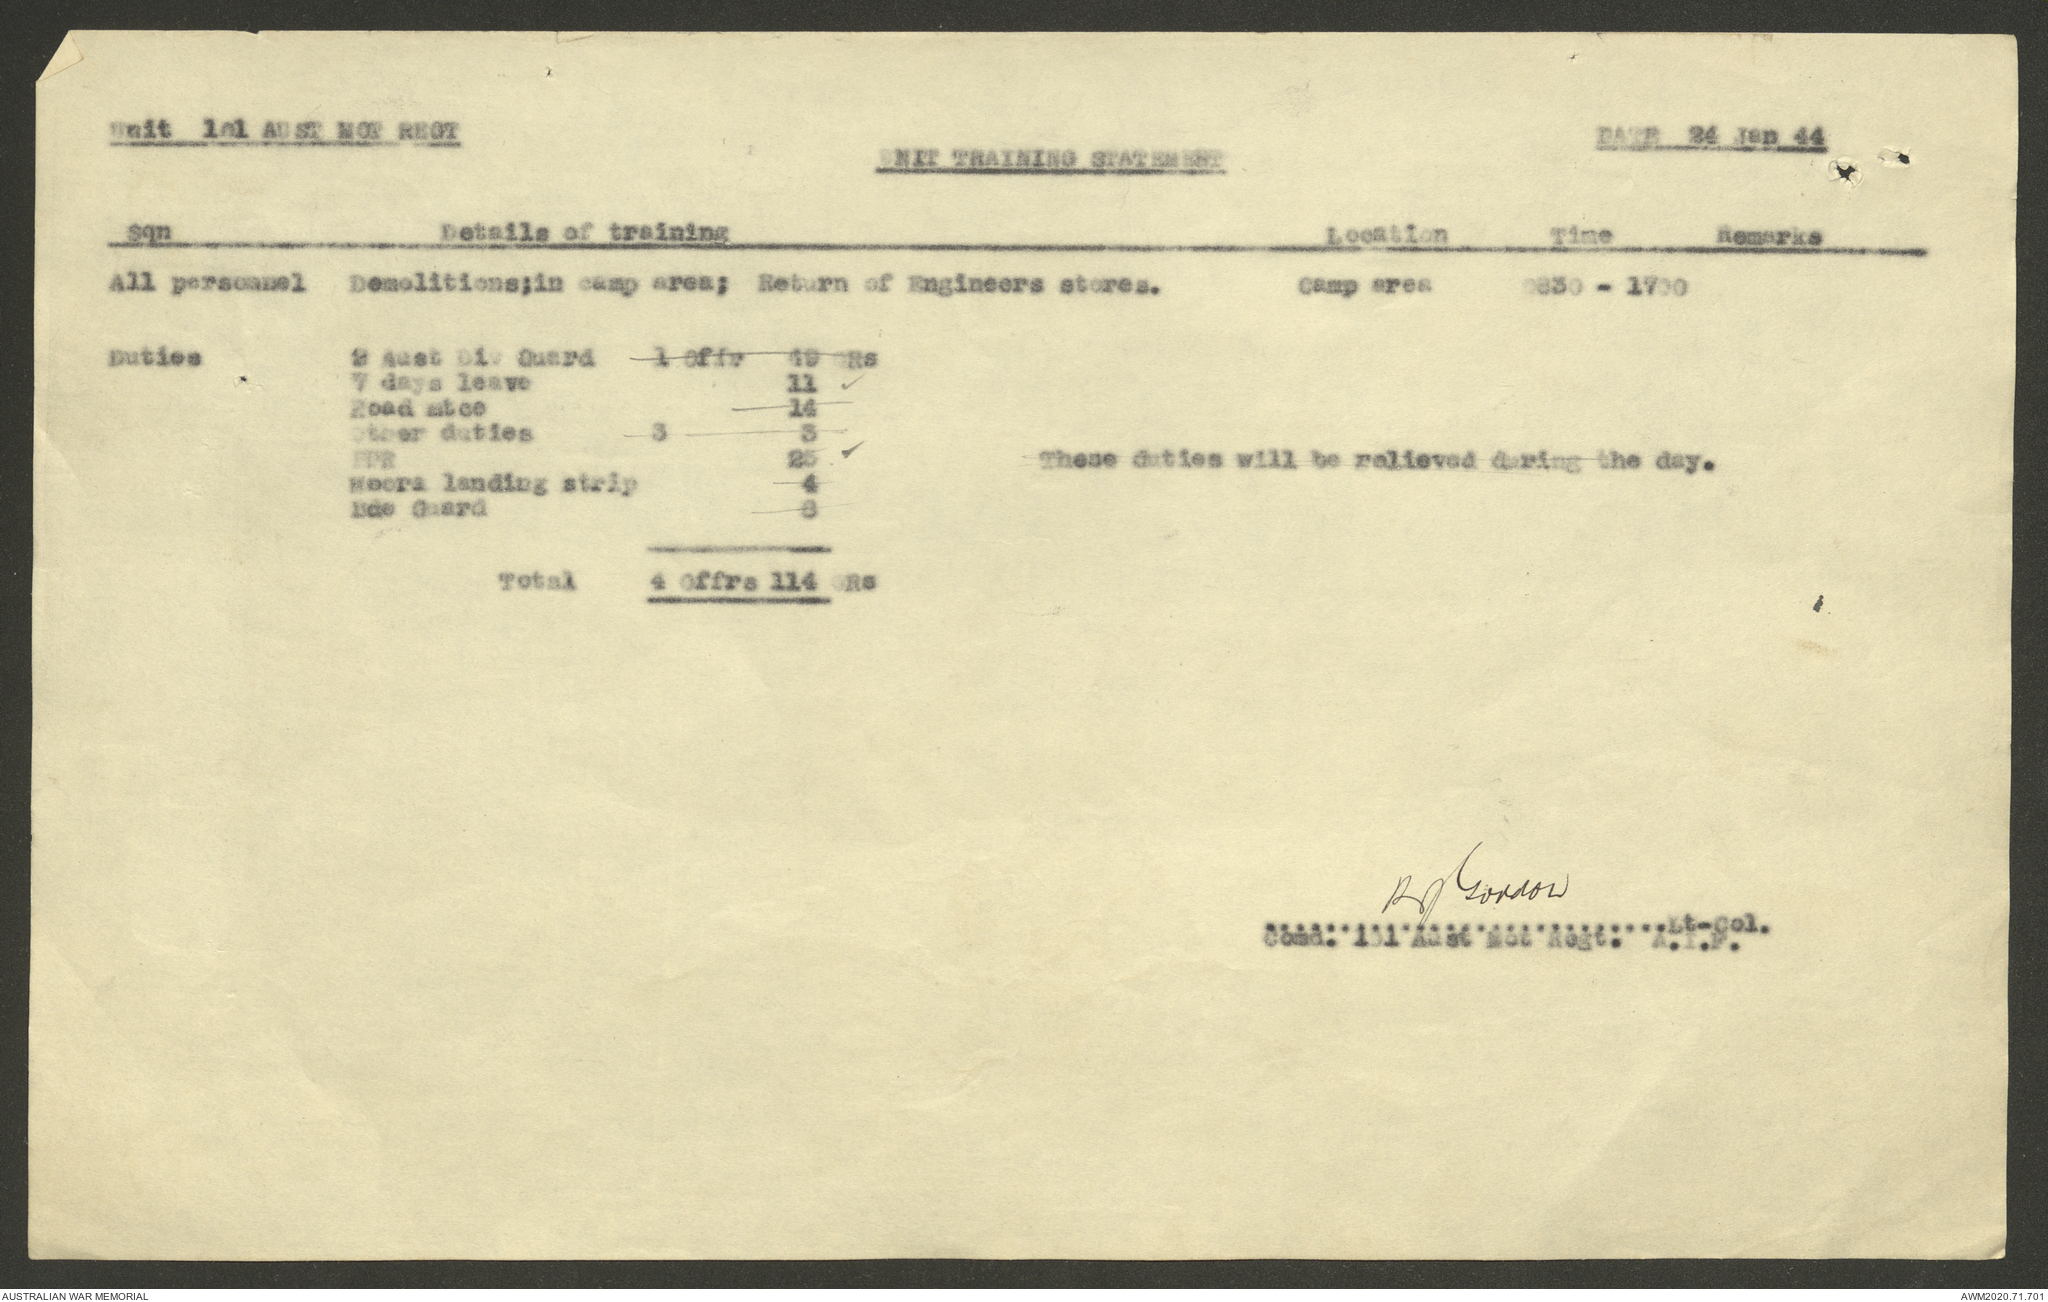 Unit 101 AUST MOT REGT
DATE 24 Jan 44
UNIT TRAINING STATEMENT
Sqn Details of training Location Time Remarks
All personnel Demolitions;in camp area; Return of Engineers stores. Camp area 0830 - 1700
Duties 2 Aust Div Guard 1 Offr 49 ORs
7 days leave 11 ✓
Road mtce 14
Other duties 3 3
25 ✓ These duties will be relieved during the day.
Moora landing strip 4
Bde Guard 8
Total 4 Offrs 114 ORs
Gordon
........................Lt-Col.
Comd. 101 Aust Mot Regt. A.I.F.
AUSTRALIAN WAR MEMORIAL
AWM2020.71.701